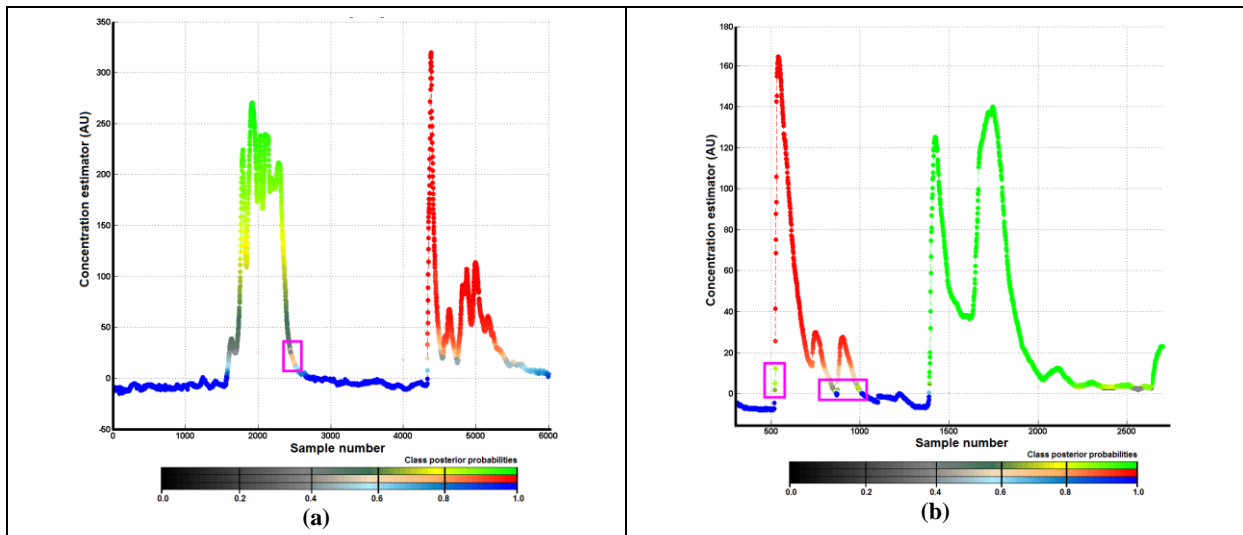 350
300
250
200
150
100
50
0
-50
Concentration estimator (AU)
0 1000 2000 3000 4000 5000 6000
Sample number
Class posterior probabilities
0.0 0.2 0.4 0.6 0.8 1.0
(a)
180
160
140
120
100
80
60
40
20
0
Concentration estimator (AU)
500 1000 1500 2000 2500
Sample number
Class posterior probabilities
0.0 0.2 0.4 0.6 0.8 1.0
(b)